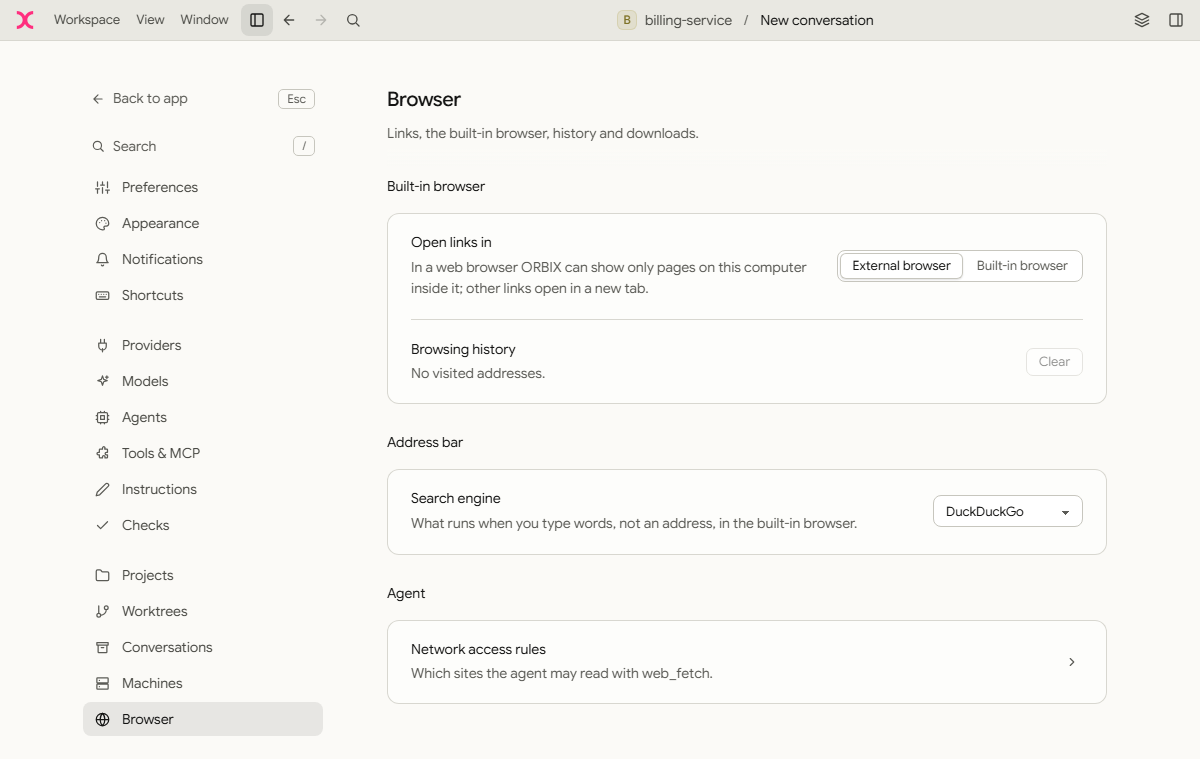 Workspace View Window
B billing-service / New conversation
Back to app Esc
Search /
Preferences
Appearance
Notifications
Shortcuts
Providers
Models
Agents
Tools & MCP
Instructions
Checks
Projects
Worktrees
Conversations
Machines
Browser
Browser
Links, the built-in browser, history and downloads.
Built-in browser
Open links in
In a web browser ORBIX can show only pages on this computer
inside it; other links open in a new tab.
External browser Built-in browser
Browsing history
No visited addresses.
Clear
Address bar
Search engine
What runs when you type words, not an address, in the built-in browser.
DuckDuckGo
Agent
Network access rules
Which sites the agent may read with web_fetch.